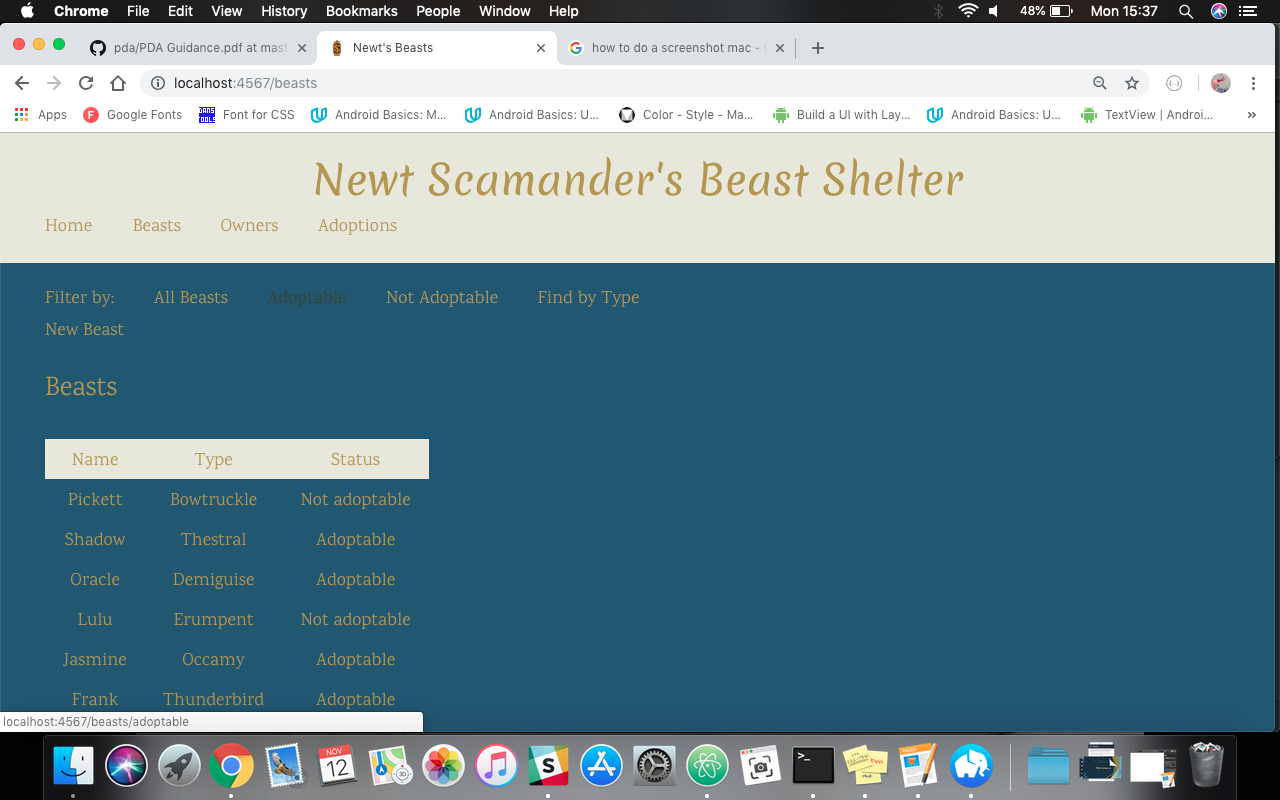 Chrome File Edit View History Bookmarks People Window Help 48% Mon 15:37
pda/PDA Guidance.pdf at mast Newt's Beasts how to do a screenshot mac -
localhost:4567/beasts
Apps Google Fonts Font for CSS Android Basics: M... Android Basics: U... Color - Style - Ma... Build a UI with Lay... Android Basics: U... TextView | Androi... »
Newt Scamander's Beast Shelter
Home Beasts Owners Adoptions
Filter by: All Beasts Adoptable Not Adoptable Find by Type
New Beast
Beasts
Name Type Status
Pickett Bowtruckle Not adoptable
Shadow Thestral Adoptable
Oracle Demiguise Adoptable
Lulu Erumpent Not adoptable
Jasmine Occamy Adoptable
Frank Thunderbird Adoptable
localhost:4567/beasts/adoptable
NOV
12